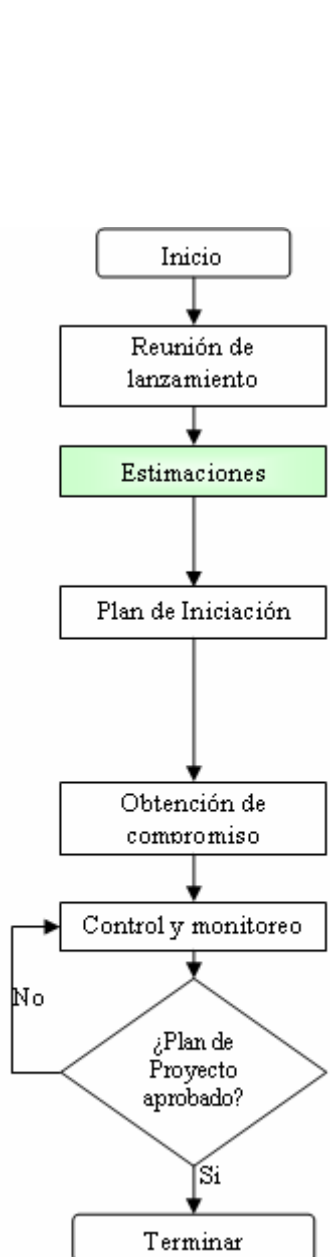 Inicio
Reunión de
lanzamiento
Estimaciones
Plan de Iniciación
Obtención de
compromiso
Control y monitoreo
No
¿Plan de
Proyecto
aprobado?
Si
Terminar